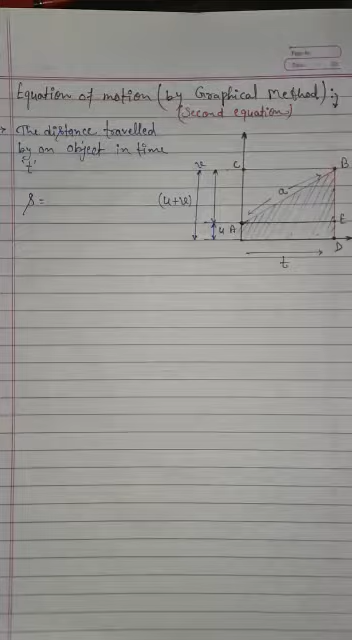 Equation of motion (by Graphical Method):
(Second equation)
The distance travelled
by an object in time
't'
S =
v
C
B
(u+v)
a
u
A
E
D
t